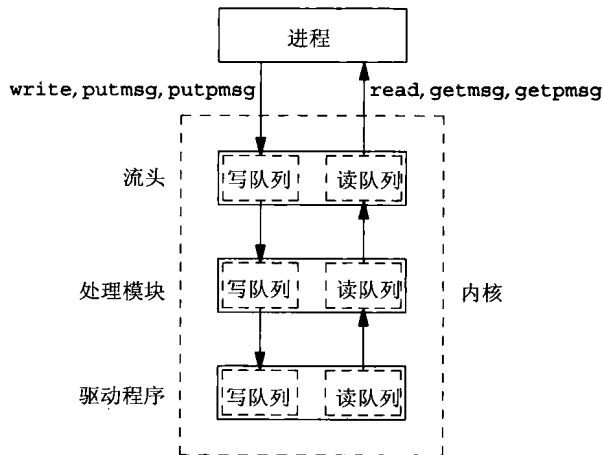 进程
write,putmsg,putpmsg
read,getmsg,getpmsg
流头
写队列
读队列
处理模块
写队列
读队列
内核
驱动程序
写队列
读队列